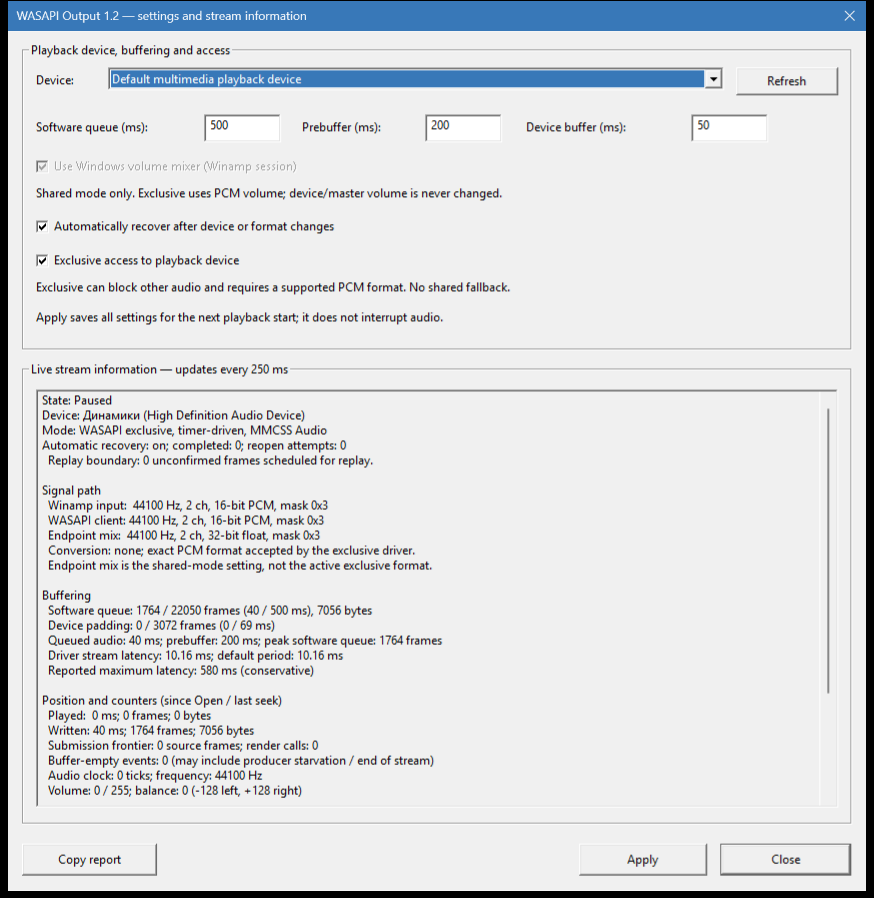 WASAPI Output 1.2 — settings and stream information
Playback device, buffering and access
Device: Default multimedia playback device Refresh
Software queue (ms): 500 Prebuffer (ms): 200 Device buffer (ms): 50
Use Windows volume mixer (Winamp session)
Shared mode only. Exclusive uses PCM volume; device/master volume is never changed.
Automatically recover after device or format changes
Exclusive access to playback device
Exclusive can block other audio and requires a supported PCM format. No shared fallback.
Apply saves all settings for the next playback start; it does not interrupt audio.
Live stream information — updates every 250 ms
State: Paused
Device: Динамики (High Definition Audio Device)
Mode: WASAPI exclusive, timer-driven, MMCSS Audio
Automatic recovery: on; completed: 0; reopen attempts: 0
Replay boundary: 0 unconfirmed frames scheduled for replay.
Signal path
Winamp input: 44100 Hz, 2 ch, 16-bit PCM, mask 0x3
WASAPI client: 44100 Hz, 2 ch, 16-bit PCM, mask 0x3
Endpoint mix: 44100 Hz, 2 ch, 32-bit float, mask 0x3
Conversion: none; exact PCM format accepted by the exclusive driver.
Endpoint mix is the shared-mode setting, not the active exclusive format.
Buffering
Software queue: 1764 / 22050 frames (40 / 500 ms), 7056 bytes
Device padding: 0 / 3072 frames (0 / 69 ms)
Queued audio: 40 ms; prebuffer: 200 ms; peak software queue: 1764 frames
Driver stream latency: 10.16 ms; default period: 10.16 ms
Reported maximum latency: 580 ms (conservative)
Position and counters (since Open / last seek)
Played: 0 ms; 0 frames; 0 bytes
Written: 40 ms; 1764 frames; 7056 bytes
Submission frontier: 0 source frames; render calls: 0
Buffer-empty events: 0 (may include producer starvation / end of stream)
Audio clock: 0 ticks; frequency: 44100 Hz
Volume: 0 / 255; balance: 0 (-128 left, +128 right)
Copy report Apply Close